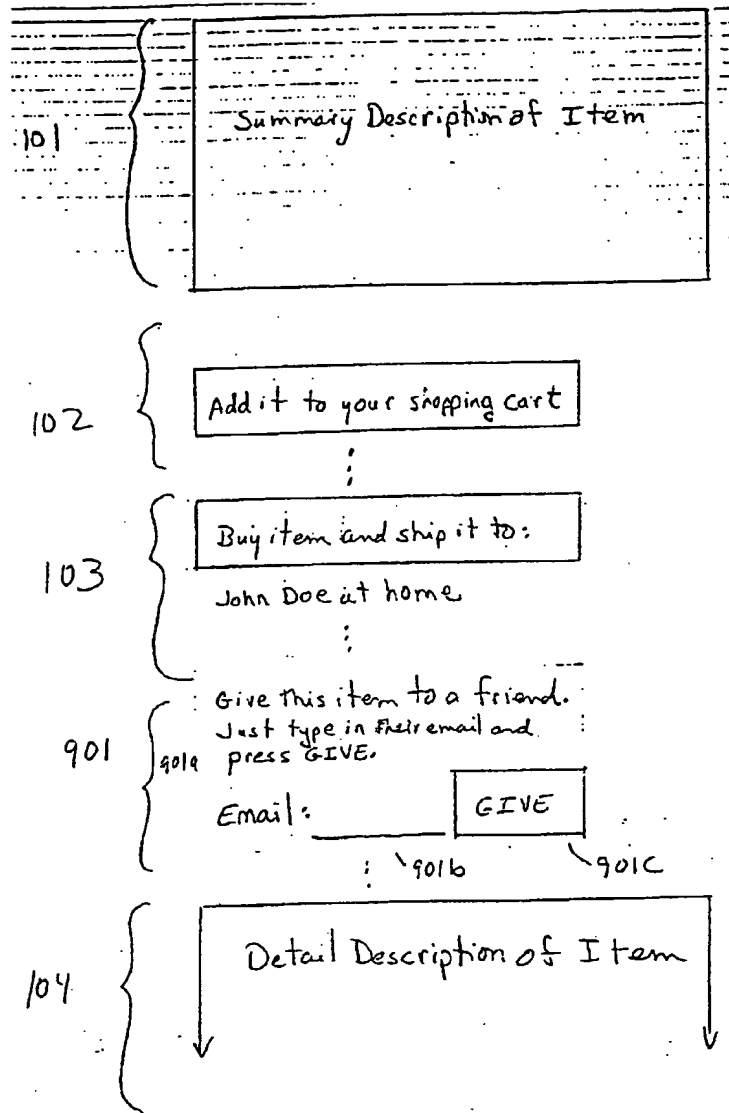 101
Summary Description of Item
102
Add it to your shopping cart
103
Buy item and ship it to:
John Doe at home
901
901a
Give this item to a friend.
Just type in their email and
press GIVE.
Email:
GIVE
901b
901c
104
Detail Description of Item